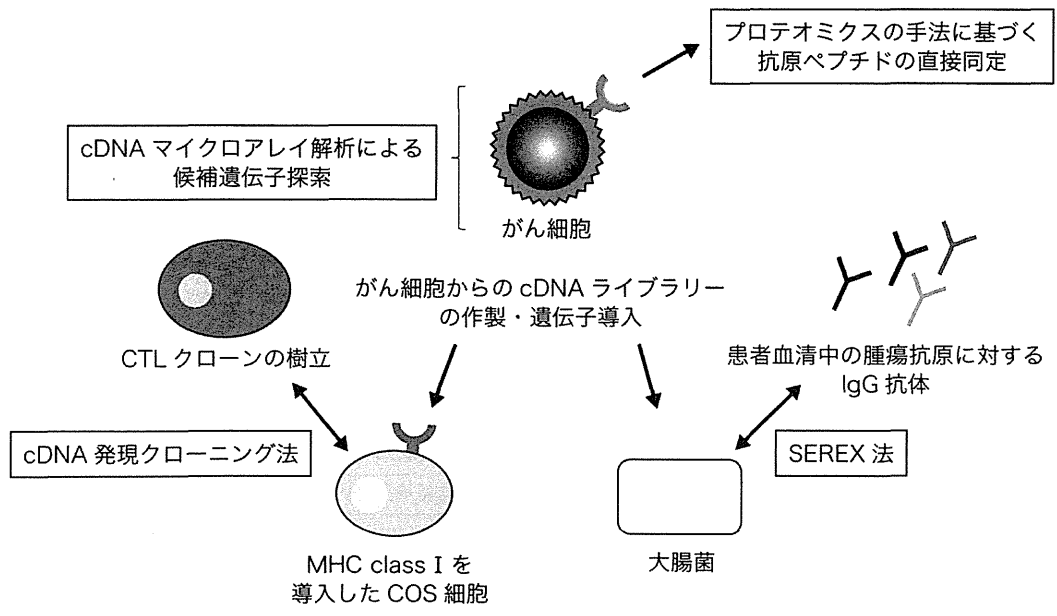 プロテオミクスの手法に基づく
抗原ペプチドの直接同定
cDNA マイクロアレイ解析による
候補遺伝子探索
がん細胞
がん細胞からの cDNA ライブラリー
の作製・遺伝子導入
CTL クローンの樹立
患者血清中の腫瘍抗原に対する
IgG 抗体
cDNA 発現クローニング法
SEREX 法
MHC class I を
導入した COS 細胞
大腸菌